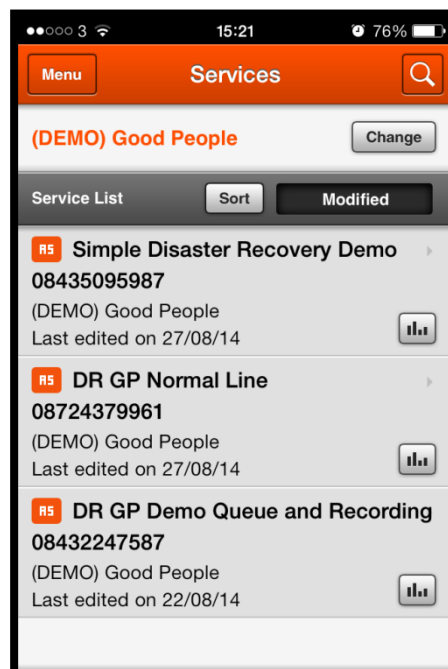 3 15:21 76%
Menu Services
(DEMO) Good People Change
Service List Sort Modified
AS Simple Disaster Recovery Demo
08435095987
(DEMO) Good People
Last edited on 27/08/14
AS DR GP Normal Line
08724379961
(DEMO) Good People
Last edited on 27/08/14
AS DR GP Demo Queue and Recording
08432247587
(DEMO) Good People
Last edited on 22/08/14